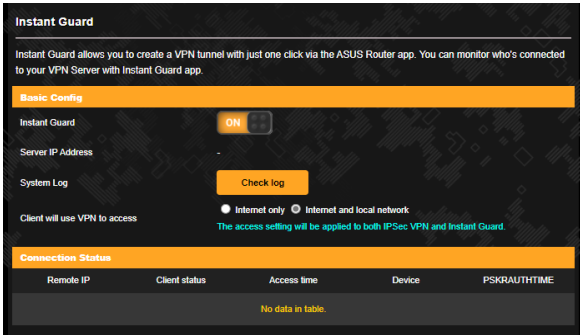 Instant Guard
Instant Guard allows you to create a VPN tunnel with just one click via the ASUS Router app. You can monitor who's connected
to your VPN Server with Instant Guard app.
Basic Config
Instant Guard ON
Server IP Address -
System Log Check log
Client will use VPN to access Internet only Internet and local network
The access setting will be applied to both IPSec VPN and Instant Guard.
Connection Status
Remote IP Client status Access time Device PSKRAUTHTIME
No data in table.